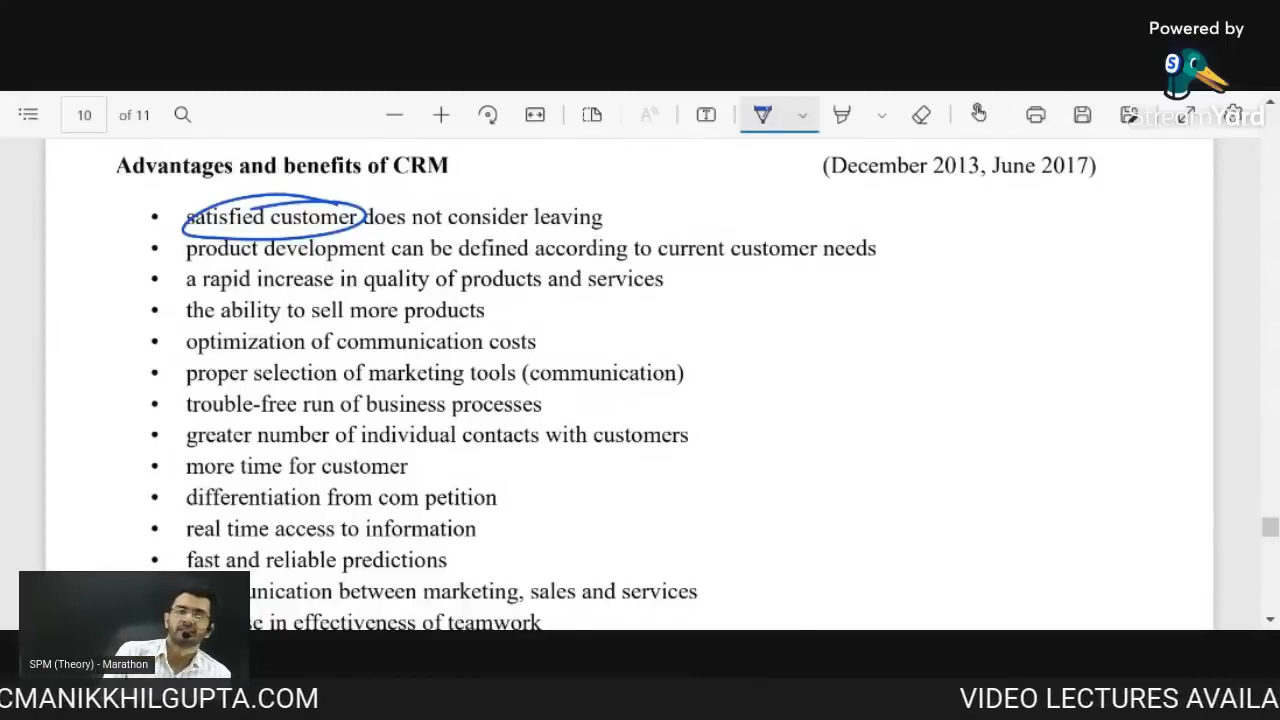 Powered by
StreamYard
10 of 11
Advantages and benefits of CRM (December 2013, June 2017)
• satisfied customer does not consider leaving
• product development can be defined according to current customer needs
• a rapid increase in quality of products and services
• the ability to sell more products
• optimization of communication costs
• proper selection of marketing tools (communication)
• trouble-free run of business processes
• greater number of individual contacts with customers
• more time for customer
• differentiation from com petition
• real time access to information
• fast and reliable predictions
unication between marketing, sales and services
se in effectiveness of teamwork
SPM (Theory) - Marathon
CMANIKKHILGUPTA.COM VIDEO LECTURES AVAILA